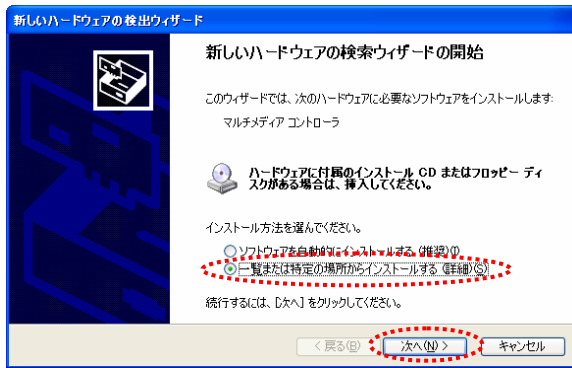 新しいハードウェアの検出ウィザード
新しいハードウェアの検索ウィザードの開始
このウィザードでは、次のハードウェアに必要なソフトウェアをインストールします:
マルチメディア コントローラ
ハードウェアに付属のインストール CD またはフロッピー ディ
スクがある場合は、挿入してください。
インストール方法を選んでください。
ソフトウェアを自動的にインストールする (推奨)(I)
一覧または特定の場所からインストールする (詳細)(S)
続行するには、[次へ] をクリックしてください。
< 戻る(B) 次へ(N) > キャンセル